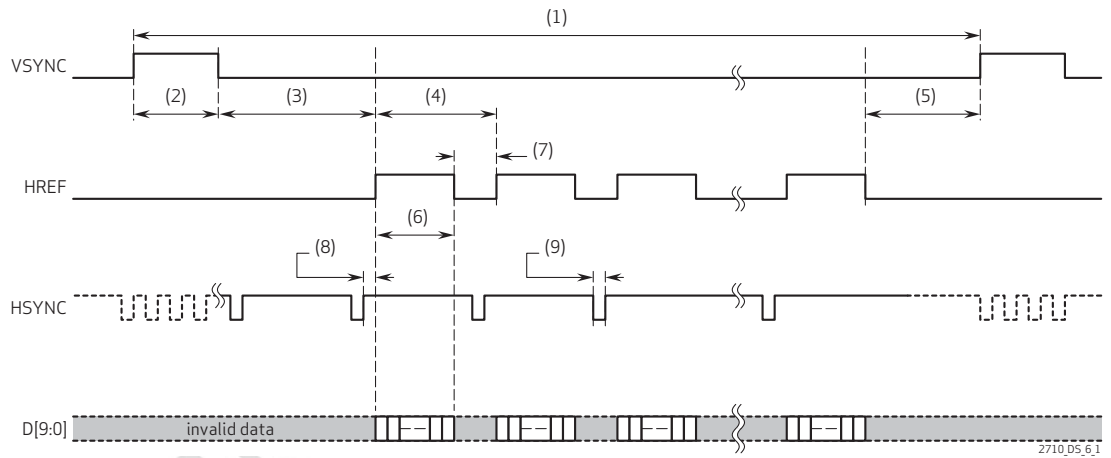 (1)
VSYNC
(2) (3) (4) (5)
(7)
HREF
(6)
(8) (9)
HSYNC
D[9:0] invalid data
2710_DS_6_1